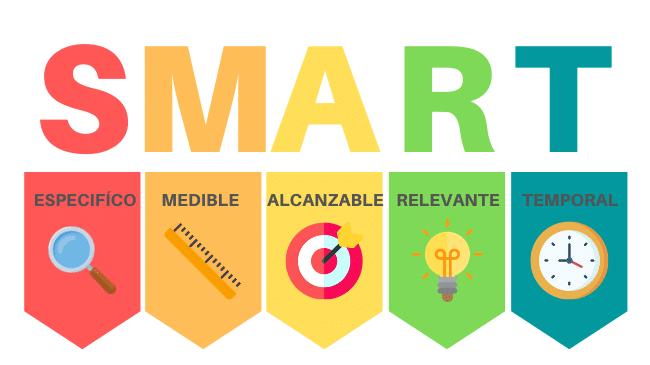 SMART
ESPECIFÍCO MEDIBLE ALCANZABLE RELEVANTE TEMPORAL